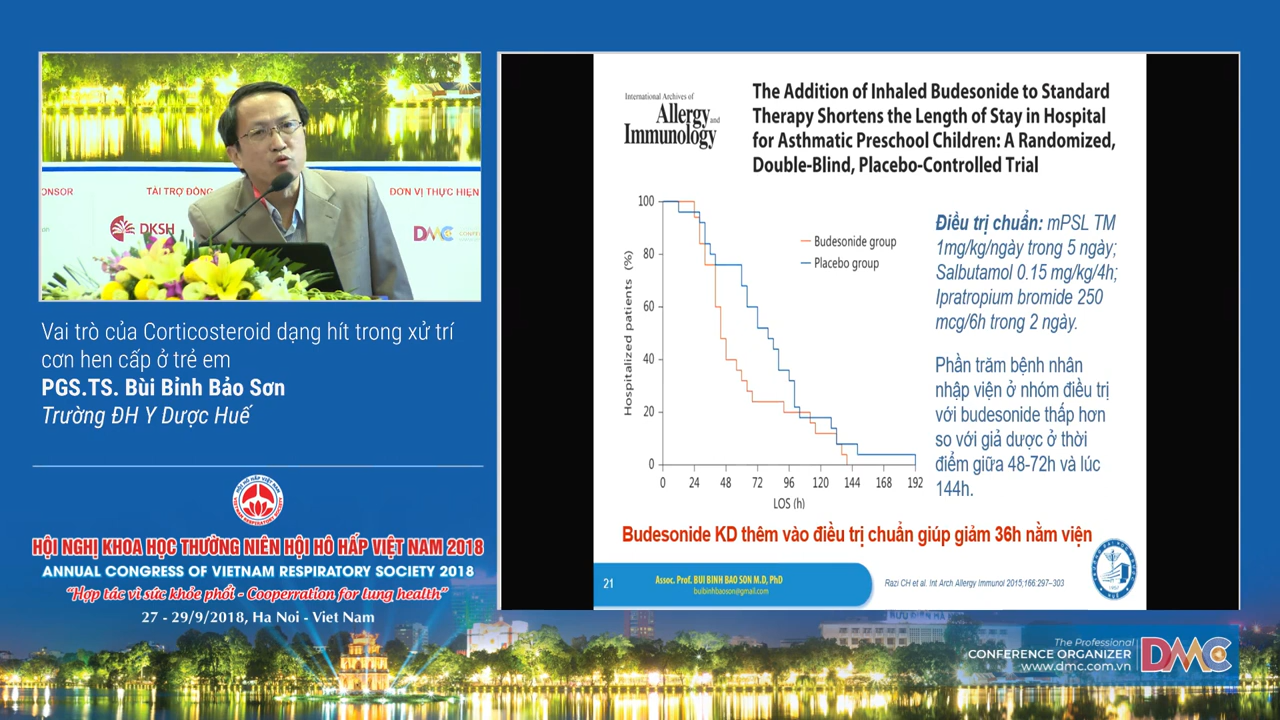 ONSOR
TÀI TRỢ ĐỒNG
ĐƠN VỊ THỰC HIỆN
DKSH
DMC
Vai trò của Corticosteroid dạng hít trong xử trí
cơn hen cấp ở trẻ em
PGS.TS. Bùi Bỉnh Bảo Sơn
Trường ĐH Y Dược Huế
HỘI HÔ HẤP VIỆT NAM
VIETNAM RESPIRATORY SOCIETY
HỘI NGHỊ KHOA HỌC THƯỜNG NIÊN HỘI HÔ HẤP VIỆT NAM 2018
ANNUAL CONGRESS OF VIETNAM RESPIRATORY SOCIETY 2018
“Hợp tác vì sức khỏe phổi - Cooperration for lung health”
27 - 29/9/2018, Ha Noi - Viet Nam
International Archives of
Allergy and
Immunology
The Addition of Inhaled Budesonide to Standard
Therapy Shortens the Length of Stay in Hospital
for Asthmatic Preschool Children: A Randomized,
Double-Blind, Placebo-Controlled Trial
Hospitalized patients (%)
100
80
60
40
20
0
0 24 48 72 96 120 144 168 192
LOS (h)
Budesonide group
Placebo group
Điều trị chuẩn: mPSL TM
1mg/kg/ngày trong 5 ngày;
Salbutamol 0.15 mg/kg/4h;
Ipratropium bromide 250
mcg/6h trong 2 ngày.
Phần trăm bệnh nhân
nhập viện ở nhóm điều trị
với budesonide thấp hơn
so với giả dược ở thời
điểm giữa 48-72h và lúc
144h.
Budesonide KD thêm vào điều trị chuẩn giúp giảm 36h nằm viện
21
Assoc. Prof. BUI BINH BAO SON M.D, PhD
buibinhbaoson@gmail.com
Razi CH et al. Int Arch Allergy Immunol 2015;166:297–303
The Professional
CONFERENCE ORGANIZER
www.dmc.com.vn
DMC